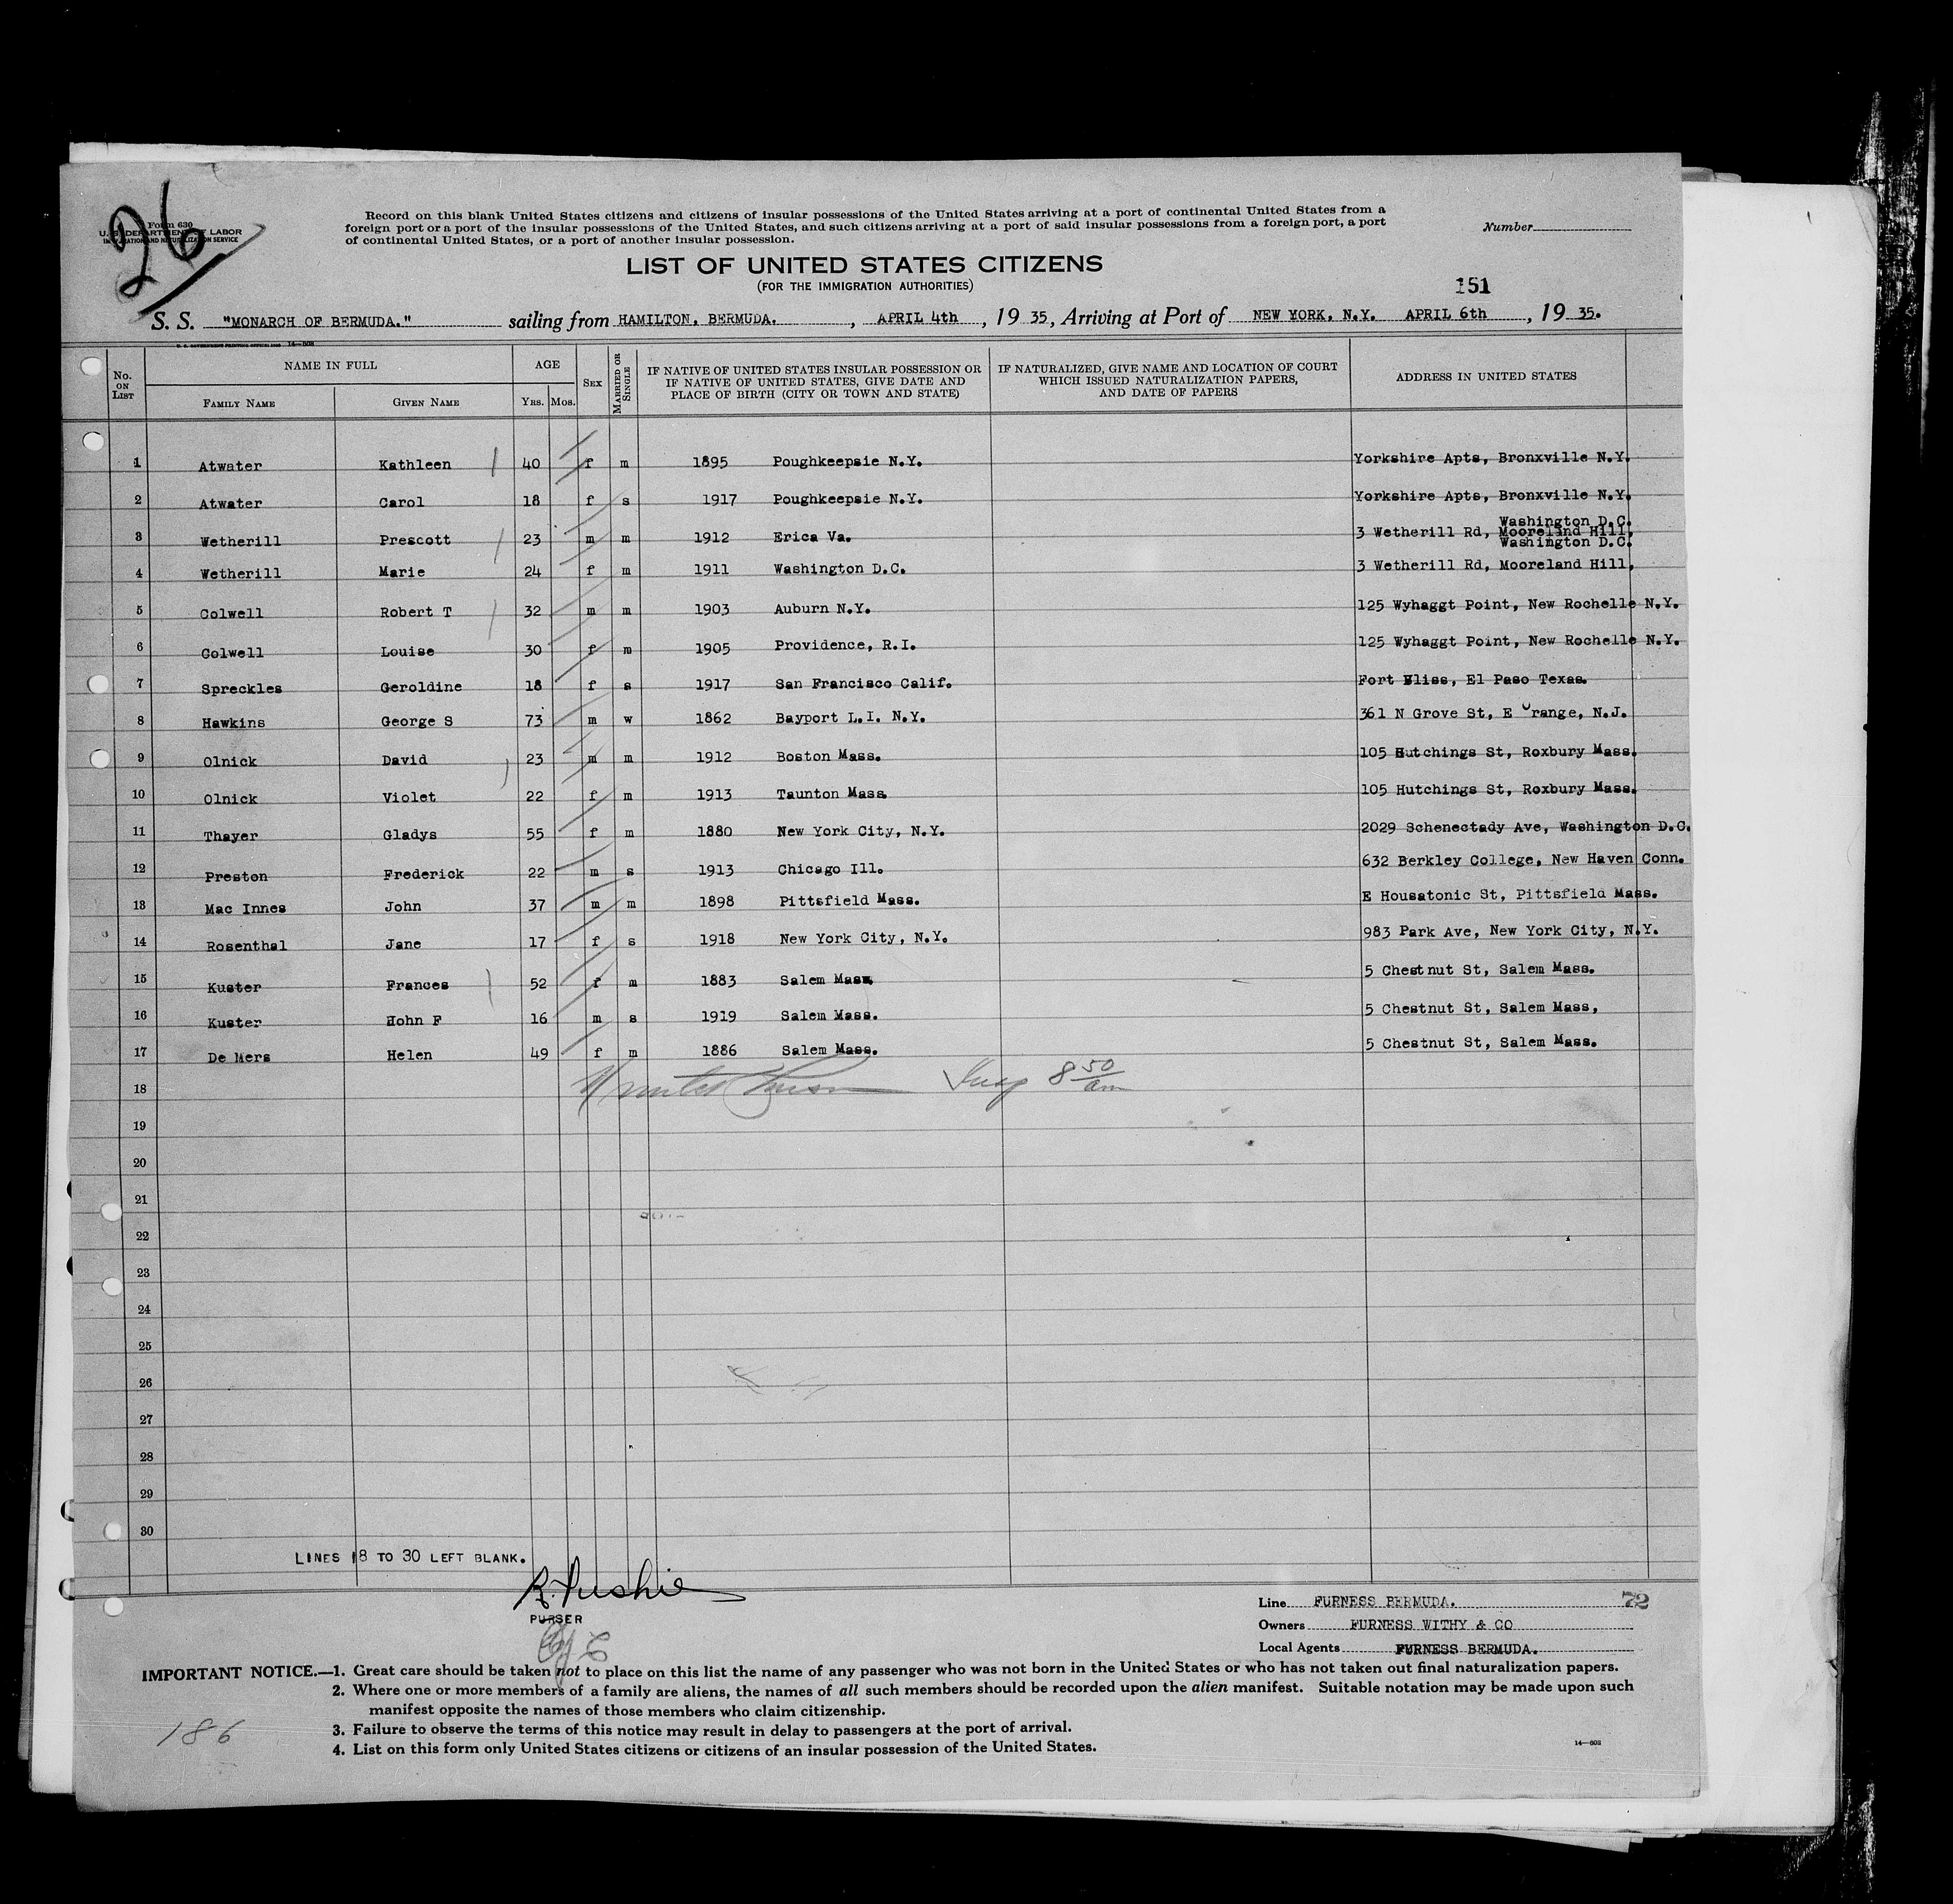 26
Form 630
U. S. DEPARTMENT OF LABOR
IMMIGRATION AND NATURALIZATION SERVICE
Record on this blank United States citizens and citizens of insular possessions of the United States arriving at a port of continental United States from a
foreign port or a port of the insular possessions of the United States, and such citizens arriving at a port of said insular possessions from a foreign port, a port
of continental United States, or a port of another insular possession.
Number
LIST OF UNITED STATES CITIZENS
(FOR THE IMMIGRATION AUTHORITIES)
151
S. S. "MONARCH OF BERMUDA." sailing from HAMILTON, BERMUDA. , APRIL 4th , 19 35, Arriving at Port of NEW YORK, N.Y. APRIL 6th , 19 35.
U. S. GOVERNMENT PRINTING OFFICE 14—603
No. ON LIST NAME IN FULL FAMILY NAME GIVEN NAME AGE YRS. MOS. SEX MARRIED OR SINGLE IF NATIVE OF UNITED STATES INSULAR POSSESSION OR IF NATIVE OF UNITED STATES, GIVE DATE AND PLACE OF BIRTH (CITY OR TOWN AND STATE) IF NATURALIZED, GIVE NAME AND LOCATION OF COURT WHICH ISSUED NATURALIZATION PAPERS, AND DATE OF PAPERS ADDRESS IN UNITED STATES
1 Atwater Kathleen 40 f m 1895 Poughkeepsie N.Y. Yorkshire Apts, Bronxville N.Y.
2 Atwater Carol 18 f s 1917 Poughkeepsie N.Y. Yorkshire Apts, Bronxville N.Y.
Washington D.C.
3 Wetherill Prescott 23 m m 1912 Erica Va. 3 Wetherill Rd, Mooreland Hill,
Washington D.C.
4 Wetherill Marie 24 f m 1911 Washington D.C. 3 Wetherill Rd, Mooreland Hill,
5 Colwell Robert T 32 m m 1903 Auburn N.Y. 125 Wyhaggt Point, New Rochelle N.Y.
6 Colwell Louise 30 f m 1905 Providence, R.I. 125 Wyhaggt Point, New Rochelle N.Y.
7 Spreckles Geroldine 18 f s 1917 San Francisco Calif. Fort Bliss, El Paso Texas.
8 Hawkins George S 73 m w 1862 Bayport L.I. N.Y. 361 N Grove St, E Orange, N.J.
9 Olnick David 23 m m 1912 Boston Mass. 105 Hutchings St, Roxbury Mass.
10 Olnick Violet 22 f m 1913 Taunton Mass 105 Hutchings St, Roxbury Mass.
11 Thayer Gladys 55 f m 1880 New York City, N.Y. 2029 Schenectady Ave, Washington D.C.
12 Preston Frederick 22 m s 1913 Chicago Ill. 632 Berkley College, New Haven Conn.
13 Mac Innes John 37 m m 1898 Pittsfield Mass. E Housatonic St, Pittsfield Mass.
14 Rosenthal Jane 17 f s 1918 New York City, N.Y. 983 Park Ave, New York City, N.Y.
15 Kuster Frances 52 f m 1883 Salem Mass 5 Chestnut St, Salem Mass.
16 Kuster Hohn F 16 m s 1919 Salem Mass. 5 Chestnut St, Salem Mass,
17 De Mers Helen 49 f m 1886 Salem Mass. 5 Chestnut St, Salem Mass.
18 8 50 am
19
20
21
22
23
24
25
26
27
28
29
30
LINES 18 TO 30 LEFT BLANK.
PURSER
Line FURNESS BERMUDA. 72
Owners FURNESS WITHY & CO
Local Agents FURNESS BERMUDA.
IMPORTANT NOTICE.—1. Great care should be taken not to place on this list the name of any passenger who was not born in the United States or who has not taken out final naturalization papers.
2. Where one or more members of a family are aliens, the names of all such members should be recorded upon the alien manifest. Suitable notation may be made upon such
manifest opposite the names of those members who claim citizenship.
3. Failure to observe the terms of this notice may result in delay to passengers at the port of arrival.
4. List on this form only United States citizens or citizens of an insular possession of the United States.
186
14—603